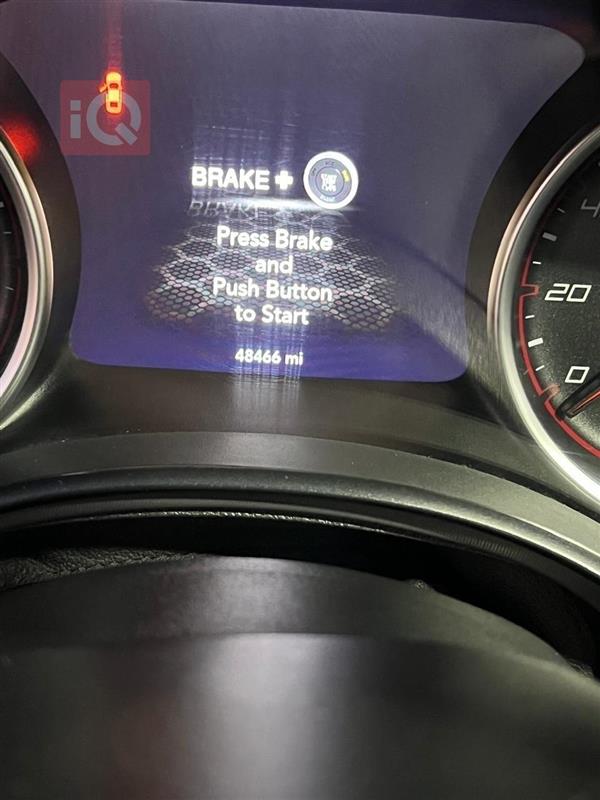 iQ
BRAKE +
Press Brake
and
Push Button
to Start
48466 mi
20
0